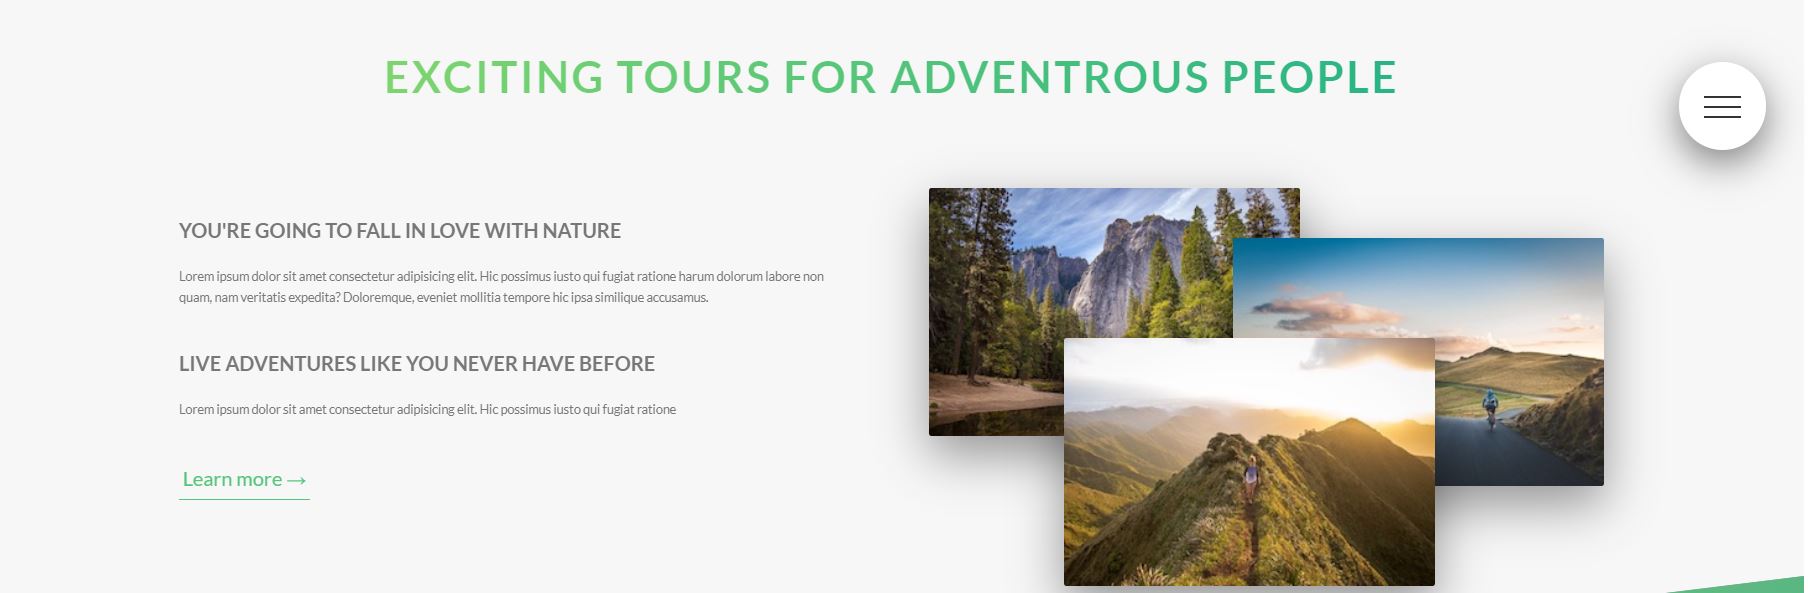 EXCITING TOURS FOR ADVENTROUS PEOPLE
YOU'RE GOING TO FALL IN LOVE WITH NATURE
Lorem ipsum dolor sit amet consectetur adipisicing elit. Hic possimus iusto qui fugiat ratione harum dolorum labore non
quam, nam veritatis expedita? Doloremque, eveniet mollitia tempore hic ipsa similique accusamus.
LIVE ADVENTURES LIKE YOU NEVER HAVE BEFORE
Lorem ipsum dolor sit amet consectetur adipisicing elit. Hic possimus iusto qui fugiat ratione
Learn more →